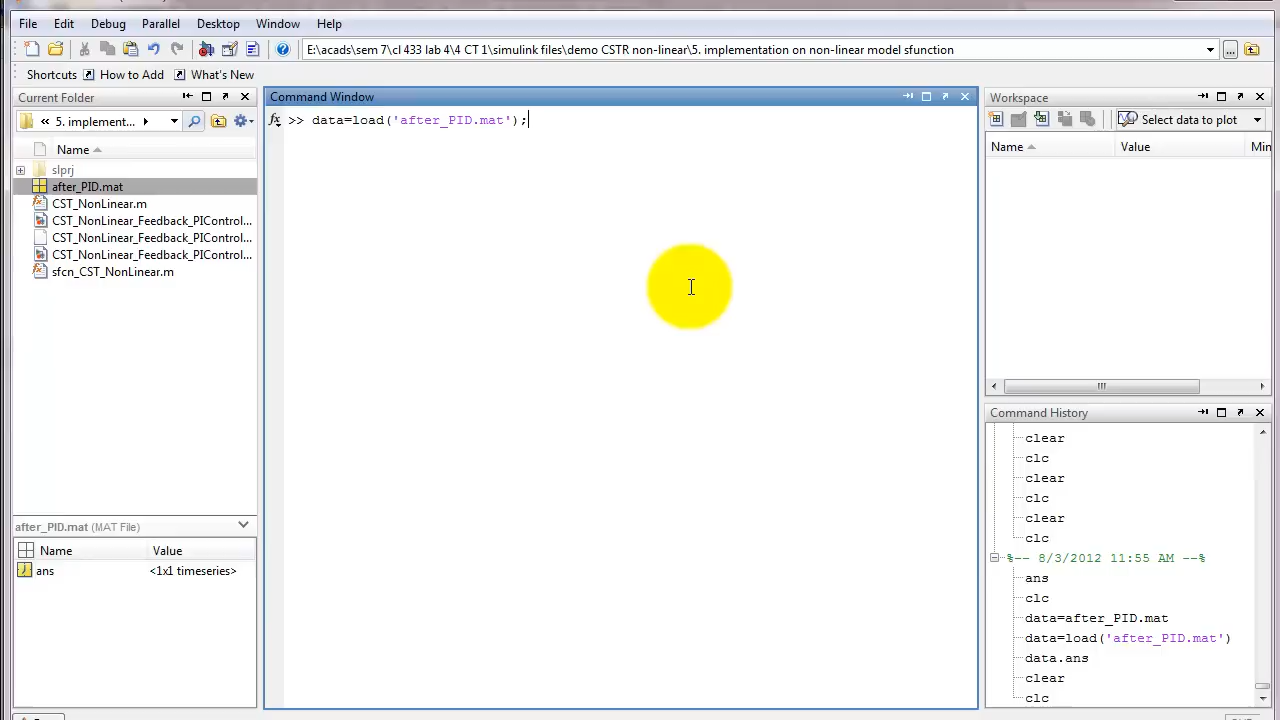 File Edit Debug Parallel Desktop Window Help
E:\acads\sem 7\cl 433 lab 4\4 CT 1\simulink files\demo CSTR non-linear\5. implementation on non-linear model sfunction
Shortcuts How to Add What's New
Current Folder
« 5. implement...
Name
slprj
after_PID.mat
CST_NonLinear.m
CST_NonLinear_Feedback_PIControl...
CST_NonLinear_Feedback_PIControl...
CST_NonLinear_Feedback_PIControl...
sfcn_CST_NonLinear.m
after_PID.mat (MAT File)
Name Value
ans <1x1 timeseries>
Command Window
fx >> data=load('after_PID.mat');
Workspace
Select data to plot
Name Value Min
Command History
clear
clc
clear
clc
clear
clc
%-- 8/3/2012 11:55 AM --%
ans
clc
data=after_PID.mat
data=load('after_PID.mat')
data.ans
clear
clc